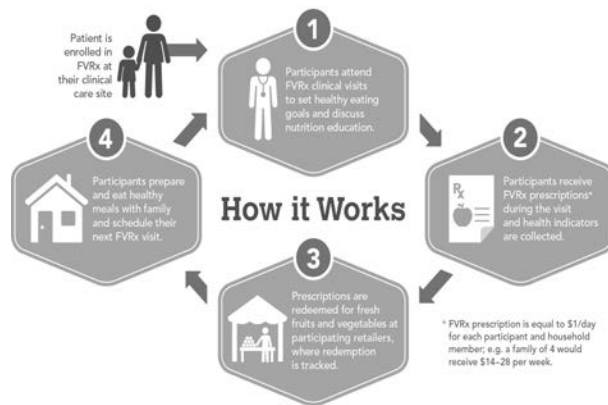 Patient is
enrolled in
FVRx at
their clinical
care site
1
Participants attend
FVRx clinical visits
to set healthy eating
goals and discuss
nutrition education.
2
Participants receive
FVRx prescriptions*
during the visit
and health indicators
are collected.
Rx
How it Works
3
Prescriptions are
redeemed for fresh
fruits and vegetables at
participating retailers,
where redemption
is tracked.
4
Participants prepare
and eat healthy
meals with family
and schedule their
next FVRx visit.
* FVRx prescription is equal to $1/day
for each participant and household
member; e.g. a family of 4 would
receive $14–28 per week.